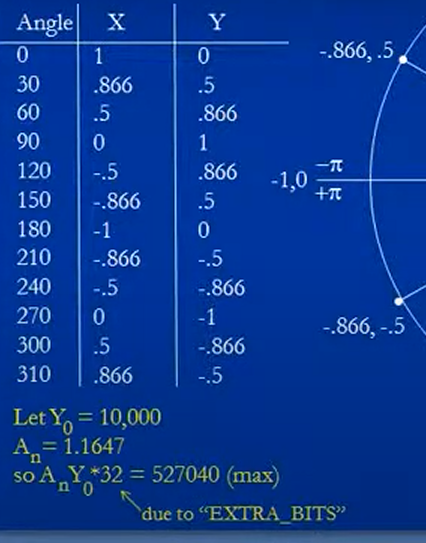 Angle X Y
0 1 0
30 .866 .5
60 .5 .866
90 0 1
120 -.5 .866
150 -.866 .5
180 -1 0
210 -.866 -.5
240 -.5 -.866
270 0 -1
300 .5 -.866
310 .866 -.5
-.866, .5
-1,0 −π
+π
-.866, -.5
Let Y₀ = 10,000
Aₙ = 1.1647
so AₙY₀*32 = 527040 (max)
due to “EXTRA_BITS”